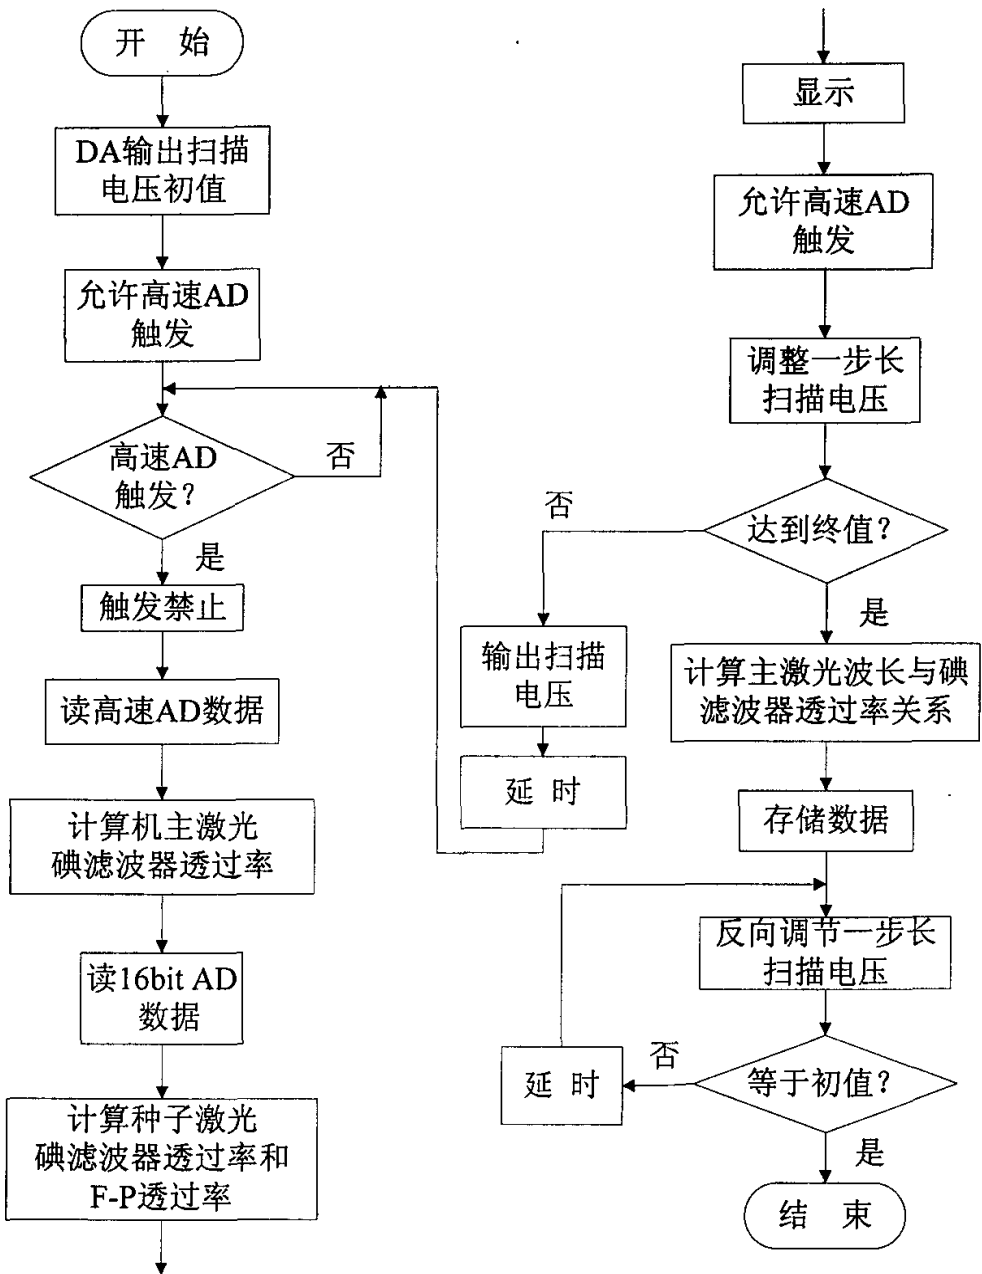 开 始
DA输出扫描
电压初值
允许高速AD
触发
高速AD
触发?
否
是
触发禁止
读高速AD数据
计算机主激光
碘滤波器透过率
读16bit AD
数据
计算种子激光
碘滤波器透过率和
F-P透过率
显示
允许高速AD
触发
调整一步长
扫描电压
达到终值?
否
是
输出扫描
电压
延 时
计算主激光波长与碘
滤波器透过率关系
存储数据
反向调节一步长
扫描电压
等于初值?
否
延 时
是
结 束